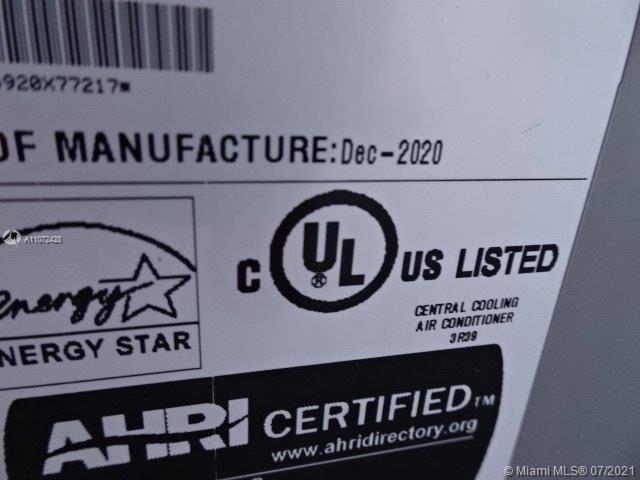 920X77217*
OF MANUFACTURE: Dec-2020
A11072428
energy
ENERGY STAR
C UL® US LISTED
CENTRAL COOLING
AIR CONDITIONER
3R39
AHRI CERTIFIED™
www.ahridirectory.org
© Miami MLS® 07/2021